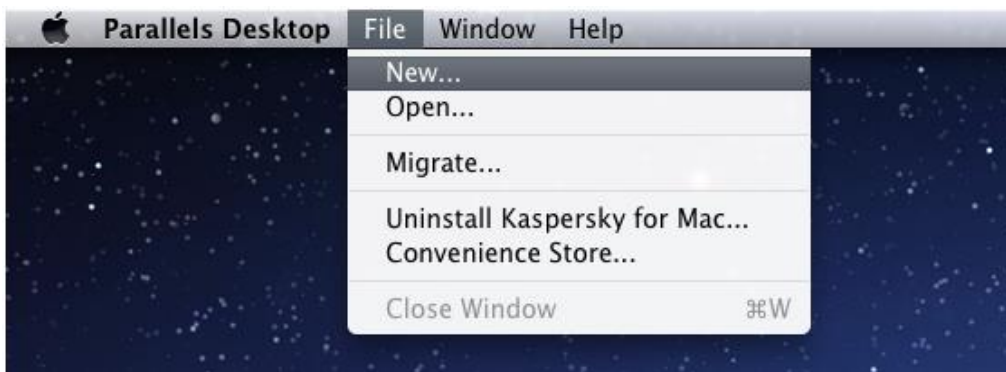 Parallels Desktop File Window Help
New...
Open...
Migrate...
Uninstall Kaspersky for Mac...
Convenience Store...
Close Window ⌘W